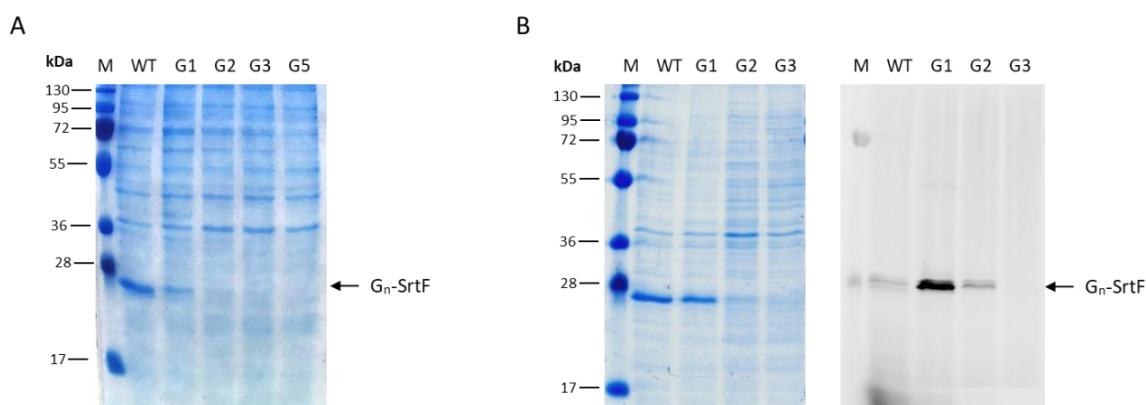 A
kDa M WT G1 G2 G3 G5
130
95
72
55
36
28
17
Gₙ-SrtF
B
kDa M WT G1 G2 G3
130
95
72
55
36
28
17
M WT G1 G2 G3
Gₙ-SrtF